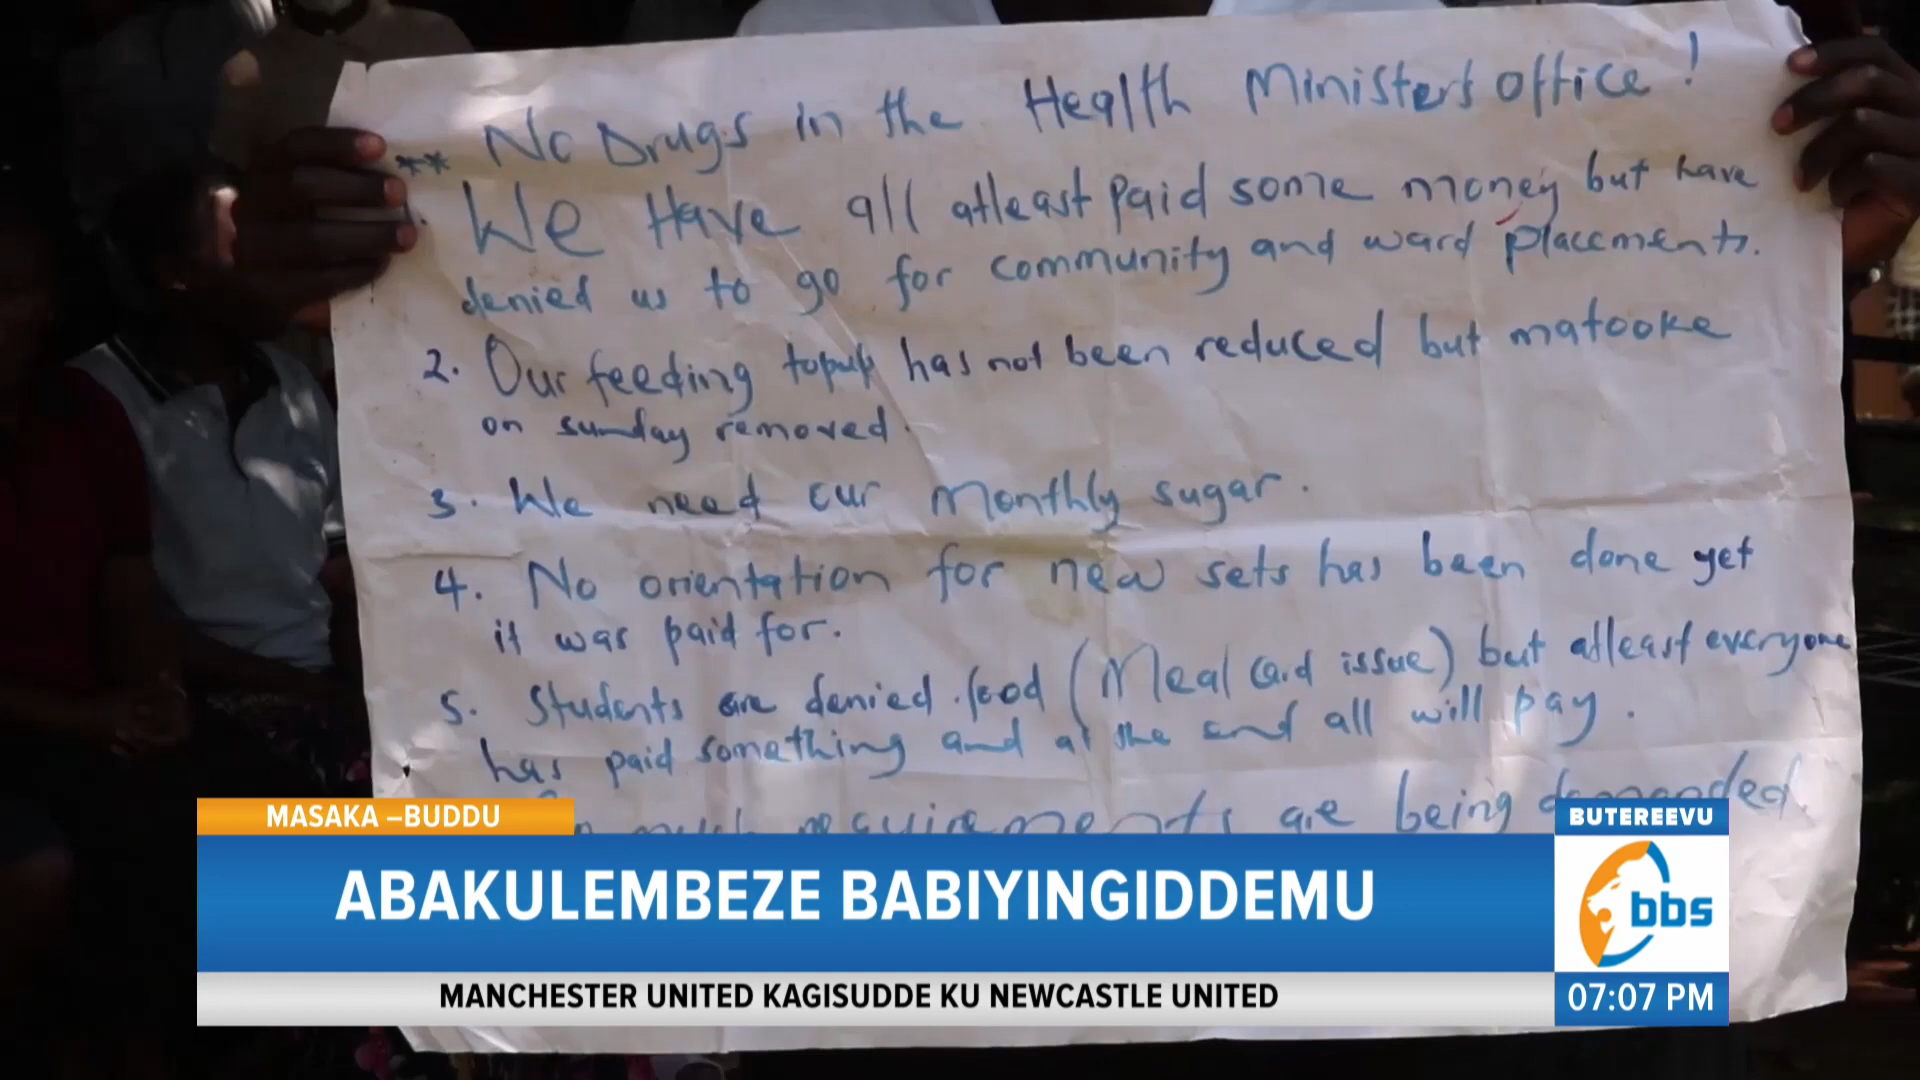 ** No Drugs in the Health Ministers office!
1. We Have all atleast paid some money but have
denied us to go for community and ward placements.
2. Our feeding topup has not been reduced but matooke
on sunday removed.
3. We need our monthly sugar.
4. No orientation for new sets has been done yet
it was paid for.
5. Students are denied food (Meal card issue) but atleast everyone
has paid something and at the end all will pay.
much requirements are being demanded.
MASAKA –BUDDU
BUTEREEVU
ABAKULEMBEZE BABIYINGIDDEMU
bbs
MANCHESTER UNITED KAGISUDDE KU NEWCASTLE UNITED
07:07 PM